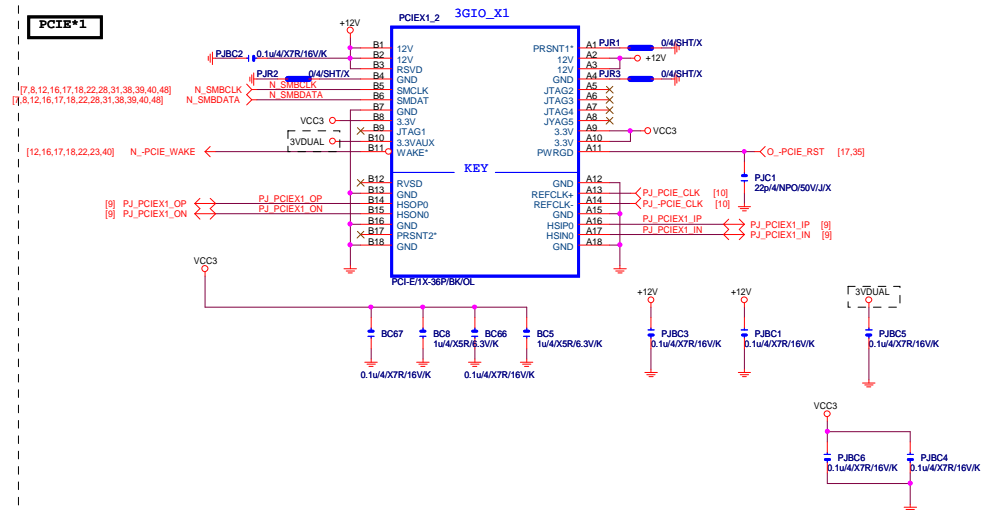 PCIE*1
PCIEX1_2 3GIO_X1
+12V
PJBC2 0.1u/4/X7R/16V/K
PJR2 0/4/SHT/X
B1 12V PRSNT1* A1 PJR1 0/4/SHT/X
B2 12V 12V A2 +12V
B3 RSVD 12V A3
B4 GND GND A4 PJR3 0/4/SHT/X
[7,8,12,16,17,18,22,28,31,38,39,40,48] N_SMBCLK N_SMBCLK B5 SMCLK JTAG2 A5
[7,8,12,16,17,18,22,28,31,38,39,40,48] N_SMBDATA N_SMBDATA B6 SMDAT JTAG3 A6
B7 GND JTAG4 A7
VCC3 B8 3.3V JYAG5 A8
B9 JTAG1 3.3V A9 VCC3
3VDUAL B10 3.3VAUX 3.3V A10
[12,16,17,18,22,23,40] N_-PCIE_WAKE B11 WAKE* PWRGD A11 O_-PCIE_RST [17,35]
KEY
PJC1
22p/4/NPO/50V/J/X
B12 RVSD GND A12
B13 GND REFCLK+ A13 PJ_PCIE_CLK [10]
[9] PJ_PCIEX1_OP PJ_PCIEX1_OP B14 HSOP0 REFCLK- A14 PJ_-PCIE_CLK [10]
[9] PJ_PCIEX1_ON PJ_PCIEX1_ON B15 HSON0 GND A15
B16 GND HSIP0 A16 PJ_PCIEX1_IP PJ_PCIEX1_IP [9]
B17 PRSNT2* HSIN0 A17 PJ_PCIEX1_IN PJ_PCIEX1_IN [9]
B18 GND GND A18
PCI-E/1X-36P/BK/OL
VCC3
+12V +12V 3VDUAL
BC67 BC8 BC66 BC5 PJBC3 PJBC1 PJBC5
1u/4/X5R/6.3V/K 1u/4/X5R/6.3V/K 0.1u/4/X7R/16V/K 0.1u/4/X7R/16V/K 0.1u/4/X7R/16V/K
0.1u/4/X7R/16V/K 0.1u/4/X7R/16V/K
VCC3
PJBC6 PJBC4
0.1u/4/X7R/16V/K 0.1u/4/X7R/16V/K